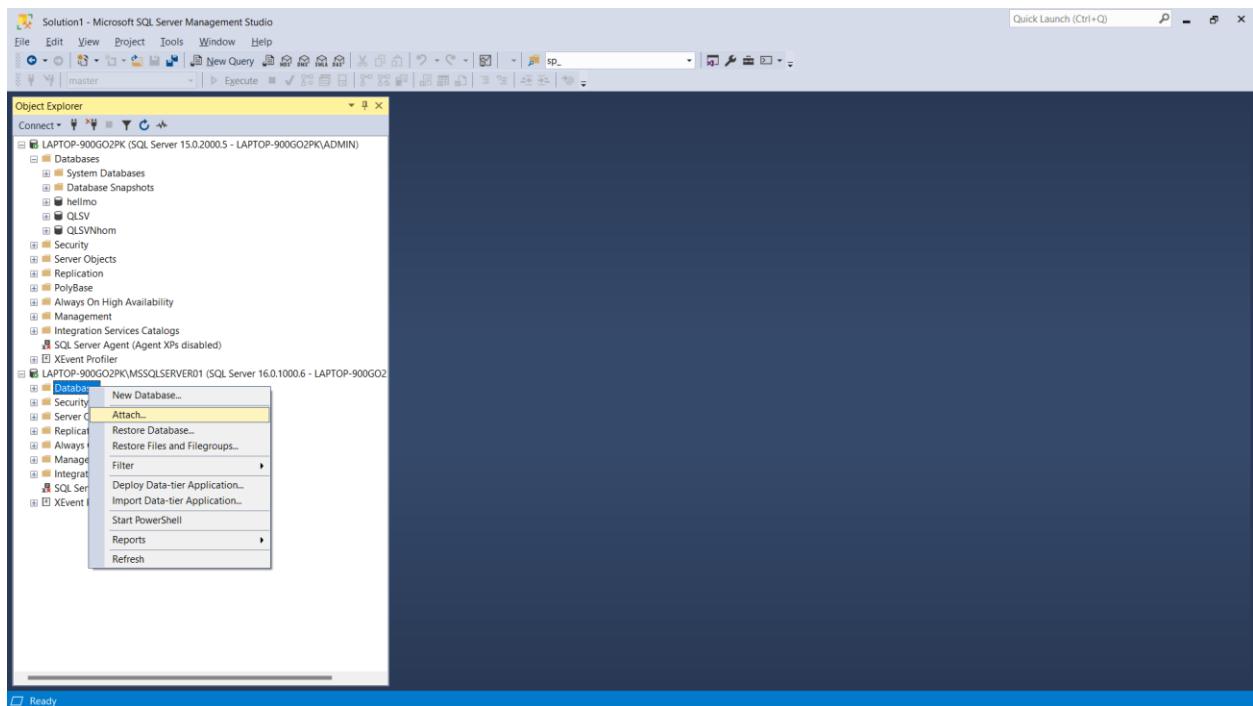 Solution1 - Microsoft SQL Server Management Studio
Quick Launch (Ctrl+Q)
File Edit View Project Tools Window Help
New Query
sp_
master
Execute
Object Explorer
Connect
LAPTOP-900GO2PK (SQL Server 15.0.2000.5 - LAPTOP-900GO2PK\ADMIN)
Databases
System Databases
Database Snapshots
hellmo
QLSV
QLSVNhom
Security
Server Objects
Replication
PolyBase
Always On High Availability
Management
Integration Services Catalogs
SQL Server Agent (Agent XPs disabled)
XEvent Profiler
LAPTOP-900GO2PK\MSSQLSERVER01 (SQL Server 16.0.1000.6 - LAPTOP-900GO2
Databas
New Database...
Security
Server O
Attach...
Replicat
Restore Database...
Always
Restore Files and Filegroups...
Manage
Filter
Integrat
SQL Ser
Deploy Data-tier Application...
XEvent
Import Data-tier Application...
Start PowerShell
Reports
Refresh
Ready